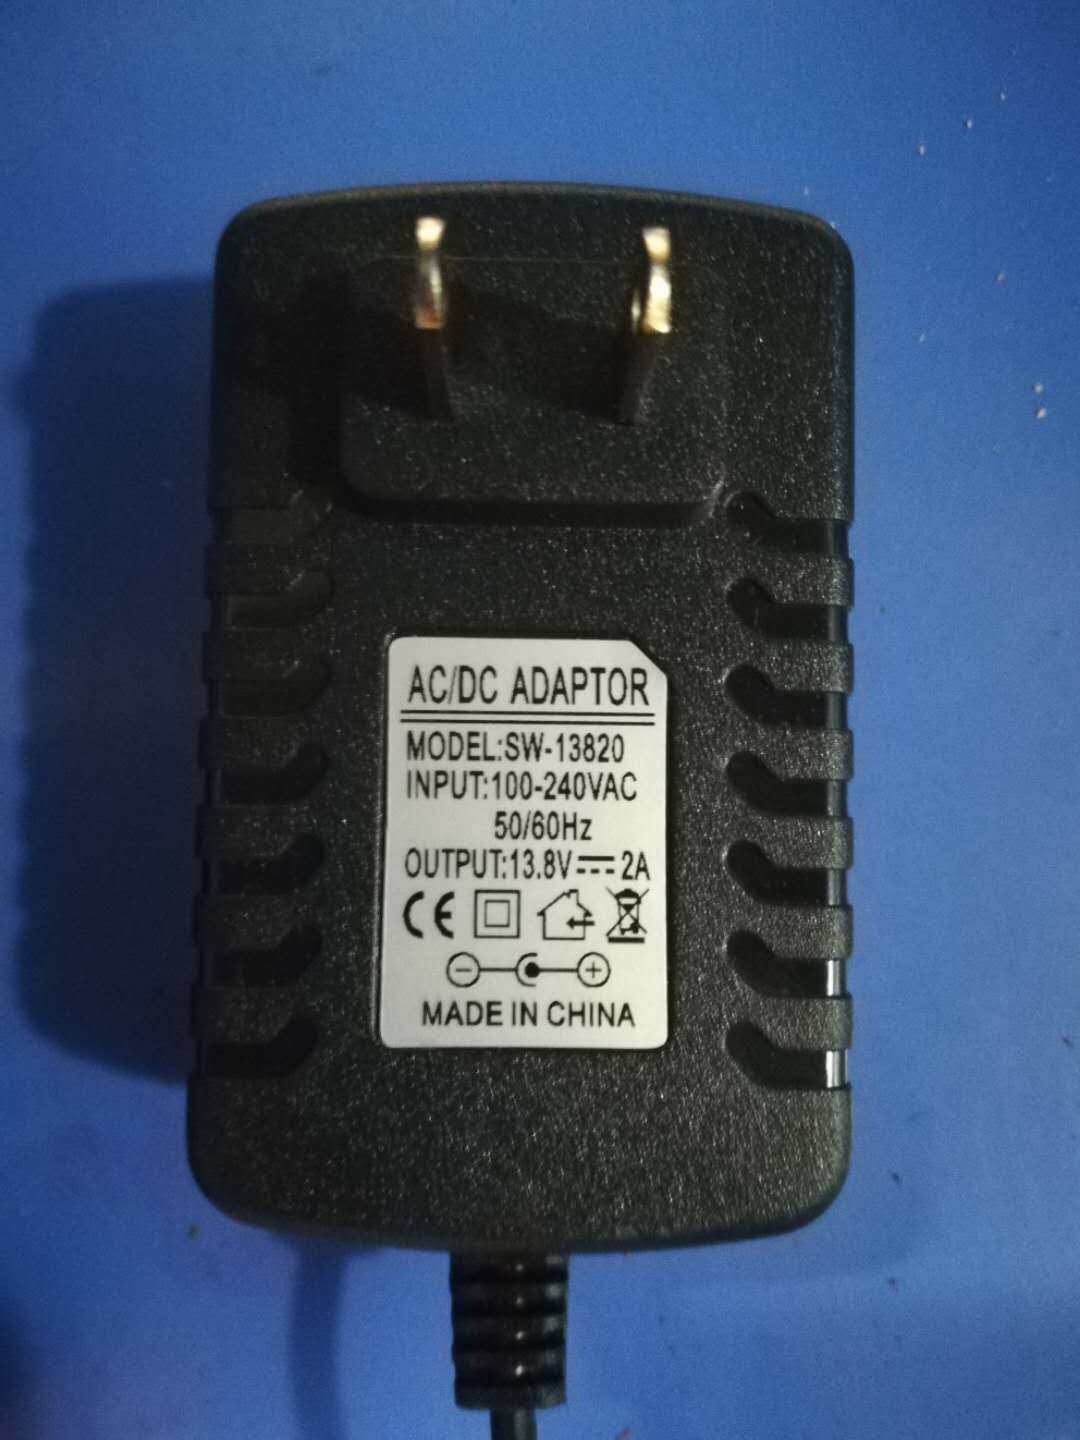 AC/DC ADAPTOR
MODEL:SW-13820
INPUT:100-240VAC
50/60Hz
OUTPUT:13.8V⎓2A
CE
MADE IN CHINA